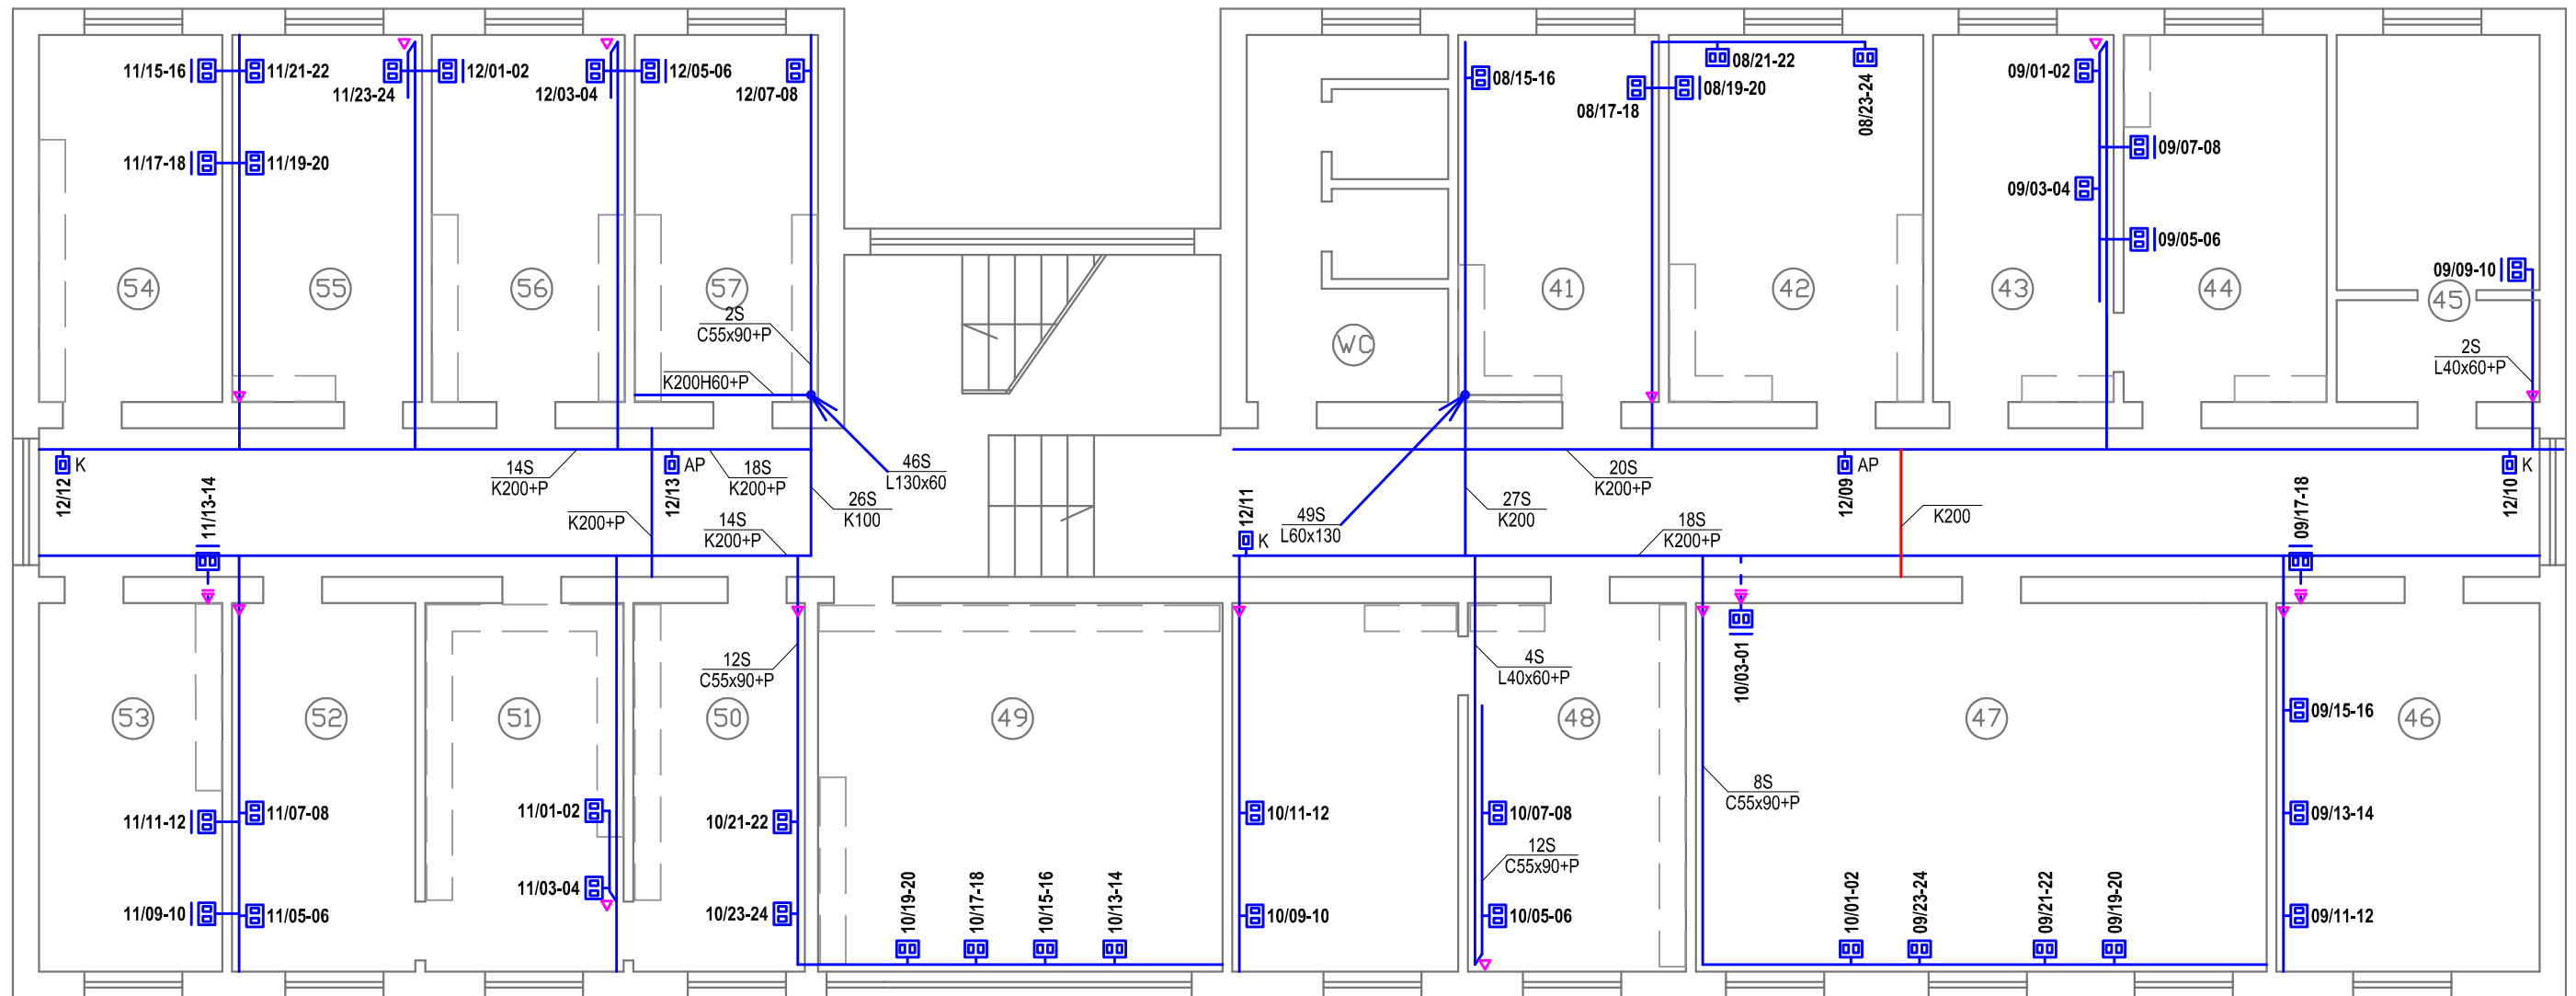 11/15-16
11/21-22
11/23-24
12/01-02
12/03-04
12/05-06
12/07-08
11/17-18
11/19-20
54
55
56
57
2S
C55x90+P
K200H60+P
46S
L130x60
08/15-16
08/17-18
08/19-20
08/21-22
08/23-24
09/01-02
09/03-04
09/07-08
09/05-06
09/09-10
WC
41
42
43
44
45
2S
L40x60+P
K
12/12
11/13-14
14S
K200+P
K200+P
12/13
AP
18S
K200+P
14S
K200+P
26S
K100
12/11
K
49S
L60x130
27S
K200
20S
K200+P
18S
K200+P
12/09
AP
K200
09/17-18
12/10
K
53
52
51
50
49
48
47
46
12S
C55x90+P
4S
L40x60+P
10/03-01
8S
C55x90+P
12S
C55x90+P
11/11-12
11/07-08
11/09-10
11/05-06
11/01-02
11/03-04
10/21-22
10/23-24
10/19-20
10/17-18
10/15-16
10/13-14
10/11-12
10/09-10
10/07-08
10/05-06
10/01-02
09/23-24
09/21-22
09/19-20
09/15-16
09/13-14
09/11-12